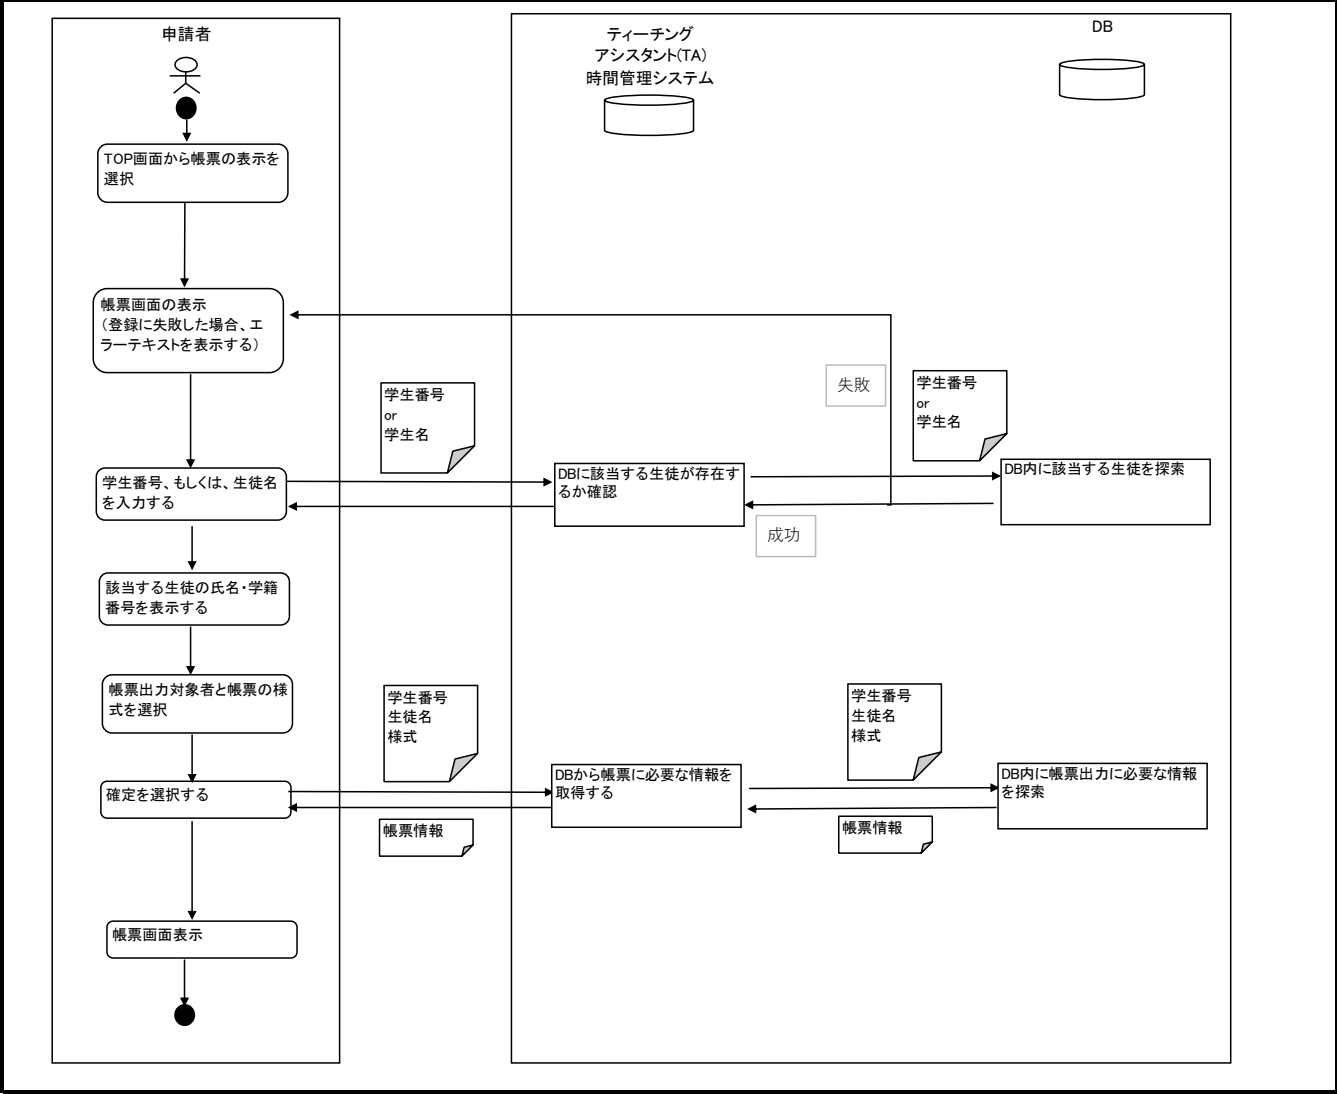 申請者
ティーチング
アシスタント(TA)
時間管理システム
DB
TOP画面から帳票の表示を
選択
帳票画面の表示
（登録に失敗した場合、エ
ラーテキストを表示する）
失敗
学生番号
or
学生名
学生番号
or
学生名
学生番号、もしくは、生徒名
を入力する
DBに該当する生徒が存在す
るか確認
DB内に該当する生徒を探索
成功
該当する生徒の氏名・学籍
番号を表示する
帳票出力対象者と帳票の様
式を選択
学生番号
生徒名
様式
学生番号
生徒名
様式
確定を選択する
DBから帳票に必要な情報を
取得する
DB内に帳票出力に必要な情報
を探索
帳票情報
帳票情報
帳票画面表示